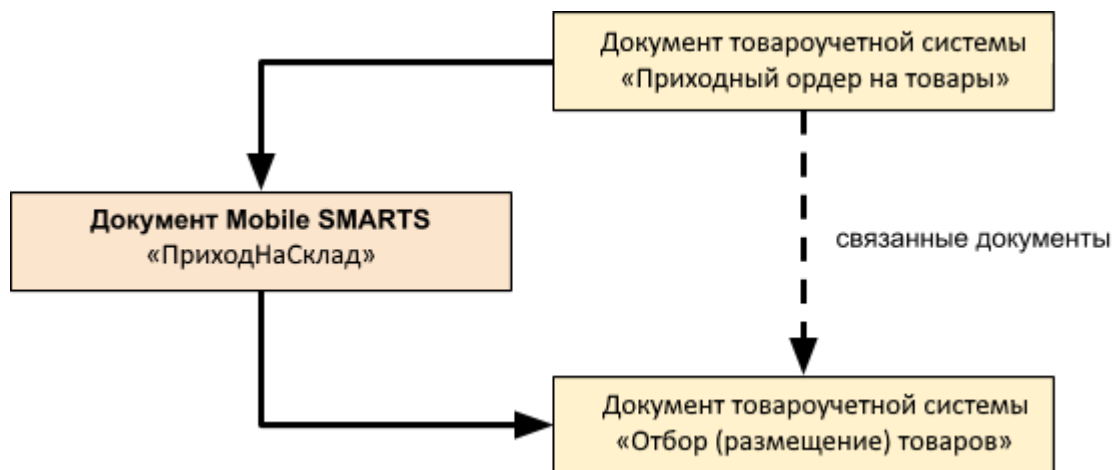 Документ товароучетной системы
«Приходный ордер на товары»
Документ Mobile SMARTS
«ПриходНаСклад»
связанные документы
Документ товароучетной системы
«Отбор (размещение) товаров»